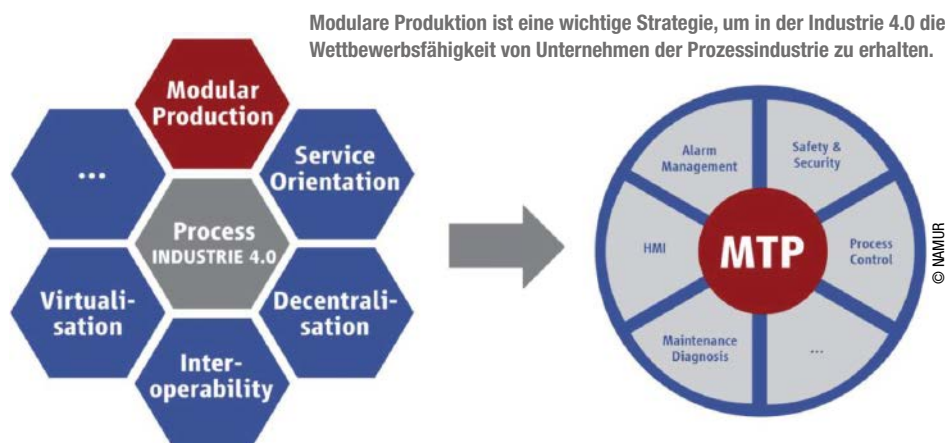 Modulare Produktion ist eine wichtige Strategie, um in der Industrie 4.0 die
Wettbewerbsfähigkeit von Unternehmen der Prozessindustrie zu erhalten.
Modular
Production
...
Service
Orientation
Process
INDUSTRIE 4.0
Virtuali-
sation
Decentrali-
sation
Inter-
operability
Alarm
Management
Safety &
Security
HMI
MTP
Process
Control
Maintenance
Diagnosis
...
© NAMUR